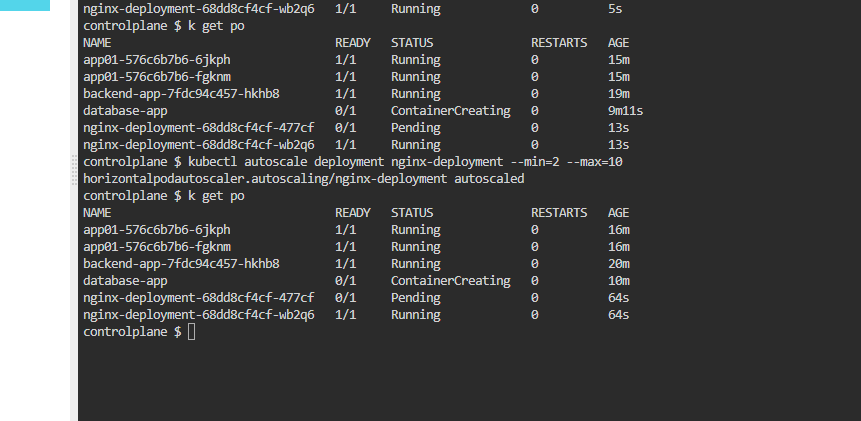 nginx-deployment-68dd8cf4cf-wb2q6   1/1     Running             0          5s
controlplane $ k get po
NAME                                READY   STATUS              RESTARTS   AGE
app01-576c6b7b6-6jkph               1/1     Running             0          15m
app01-576c6b7b6-fgknm               1/1     Running             0          15m
backend-app-7fdc94c457-hkhb8        1/1     Running             0          19m
database-app                        0/1     ContainerCreating   0          9m11s
nginx-deployment-68dd8cf4cf-477cf   0/1     Pending             0          13s
nginx-deployment-68dd8cf4cf-wb2q6   1/1     Running             0          13s
controlplane $ kubectl autoscale deployment nginx-deployment --min=2 --max=10
horizontalpodautoscaler.autoscaling/nginx-deployment autoscaled
controlplane $ k get po
NAME                                READY   STATUS              RESTARTS   AGE
app01-576c6b7b6-6jkph               1/1     Running             0          16m
app01-576c6b7b6-fgknm               1/1     Running             0          16m
backend-app-7fdc94c457-hkhb8        1/1     Running             0          20m
database-app                        0/1     ContainerCreating   0          10m
nginx-deployment-68dd8cf4cf-477cf   0/1     Pending             0          64s
nginx-deployment-68dd8cf4cf-wb2q6   1/1     Running             0          64s
controlplane $